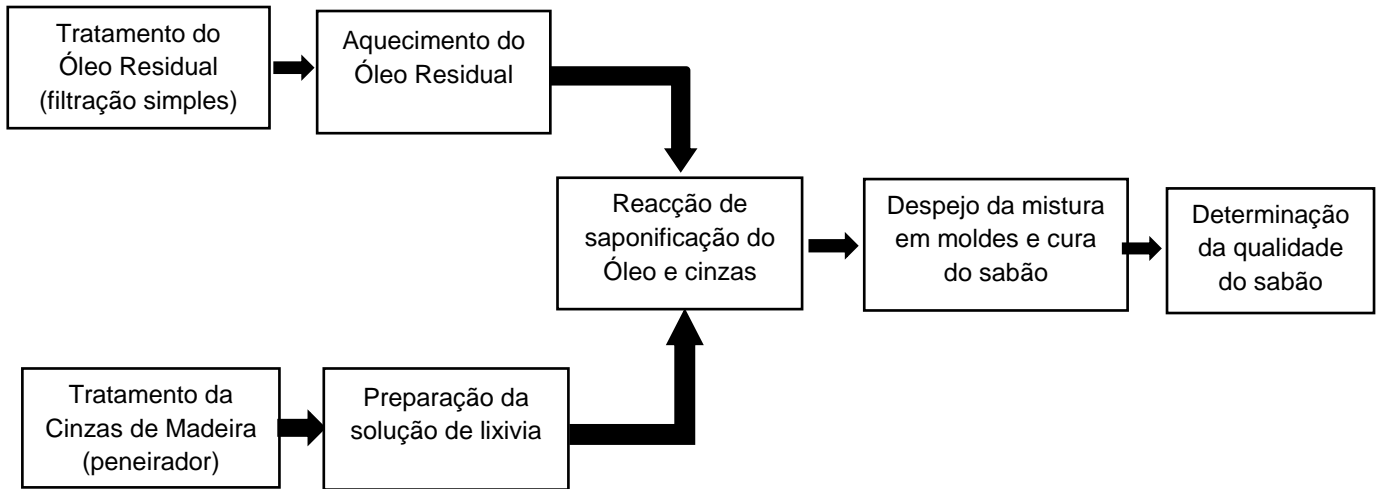 Tratamento do
Óleo Residual
(filtração simples)
Aquecimento do
Óleo Residual
Reacção de
saponificação do
Óleo e cinzas
Despejo da mistura
em moldes e cura
do sabão
Determinação
da qualidade
do sabão
Tratamento da
Cinzas de Madeira
(peneirador)
Preparação da
solução de lixivia